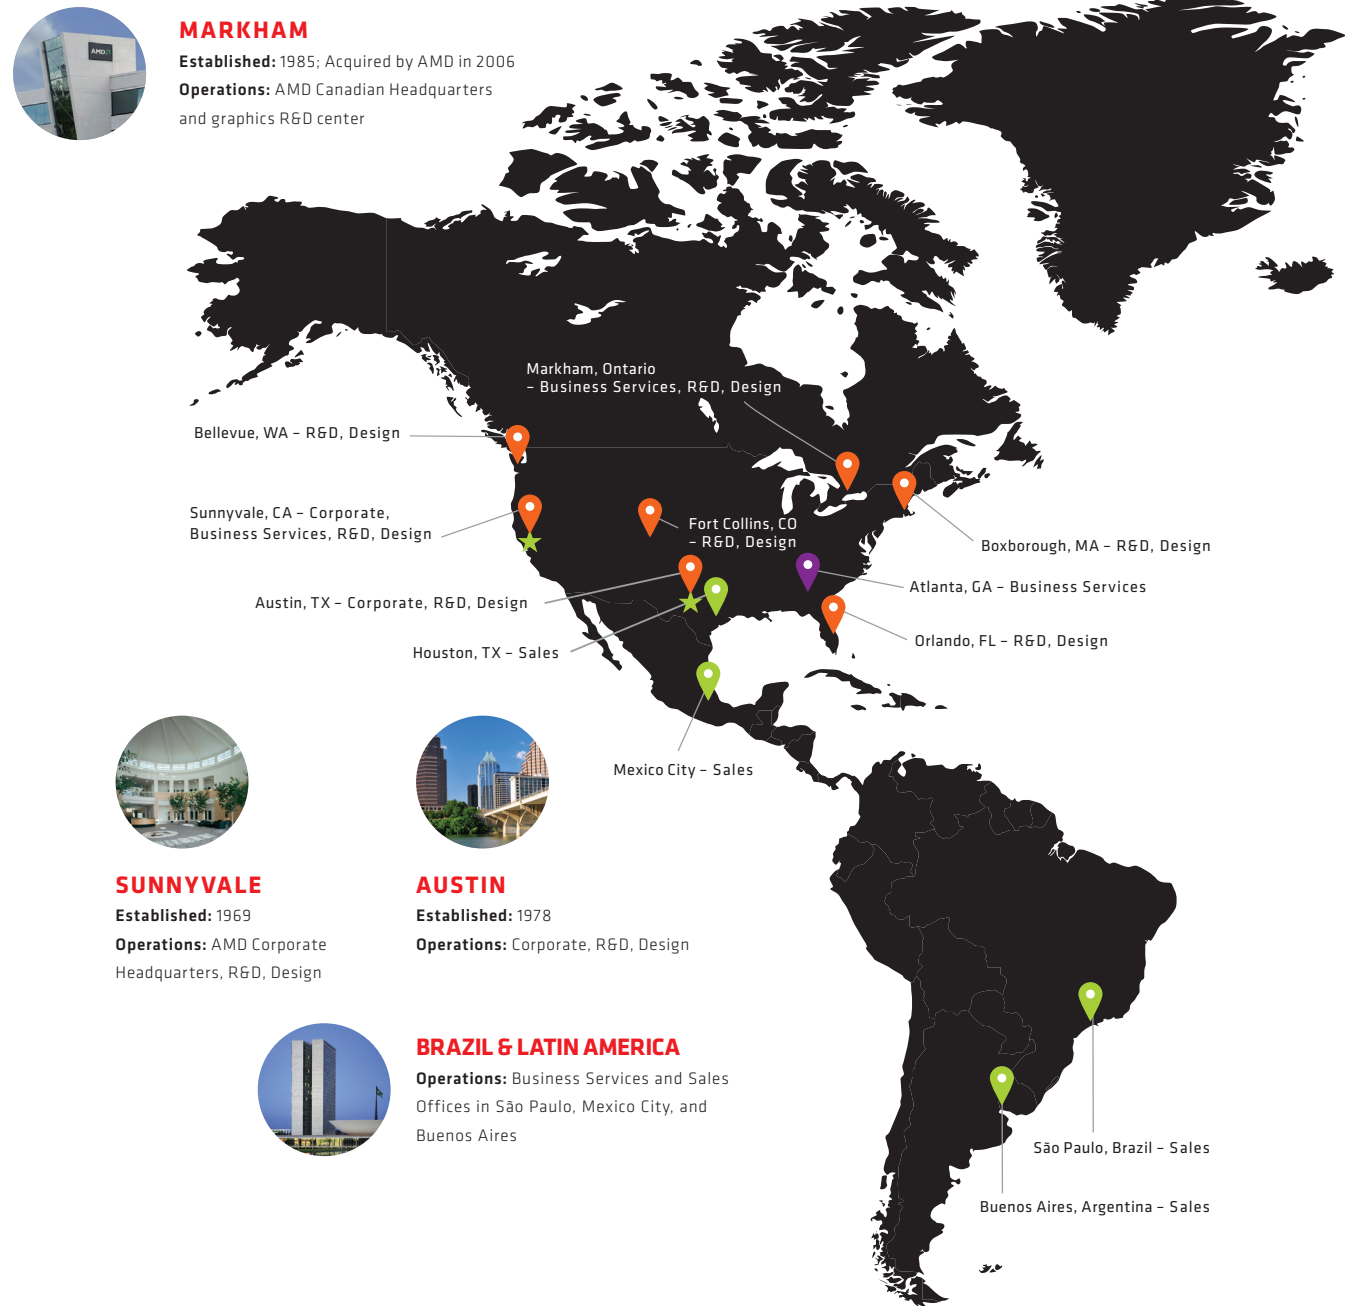 AMD
MARKHAM
Established: 1985; Acquired by AMD in 2006
Operations: AMD Canadian Headquarters
and graphics R&D center
Markham, Ontario
– Business Services, R&D, Design
Bellevue, WA – R&D, Design
Sunnyvale, CA – Corporate,
Business Services, R&D, Design
Fort Collins, CO
– R&D, Design
Boxborough, MA – R&D, Design
Atlanta, GA – Business Services
Austin, TX – Corporate, R&D, Design
Orlando, FL – R&D, Design
Houston, TX – Sales
Mexico City – Sales
SUNNYVALE
Established: 1969
Operations: AMD Corporate
Headquarters, R&D, Design
AUSTIN
Established: 1978
Operations: Corporate, R&D, Design
BRAZIL & LATIN AMERICA
Operations: Business Services and Sales
Offices in São Paulo, Mexico City, and
Buenos Aires
São Paulo, Brazil – Sales
Buenos Aires, Argentina – Sales